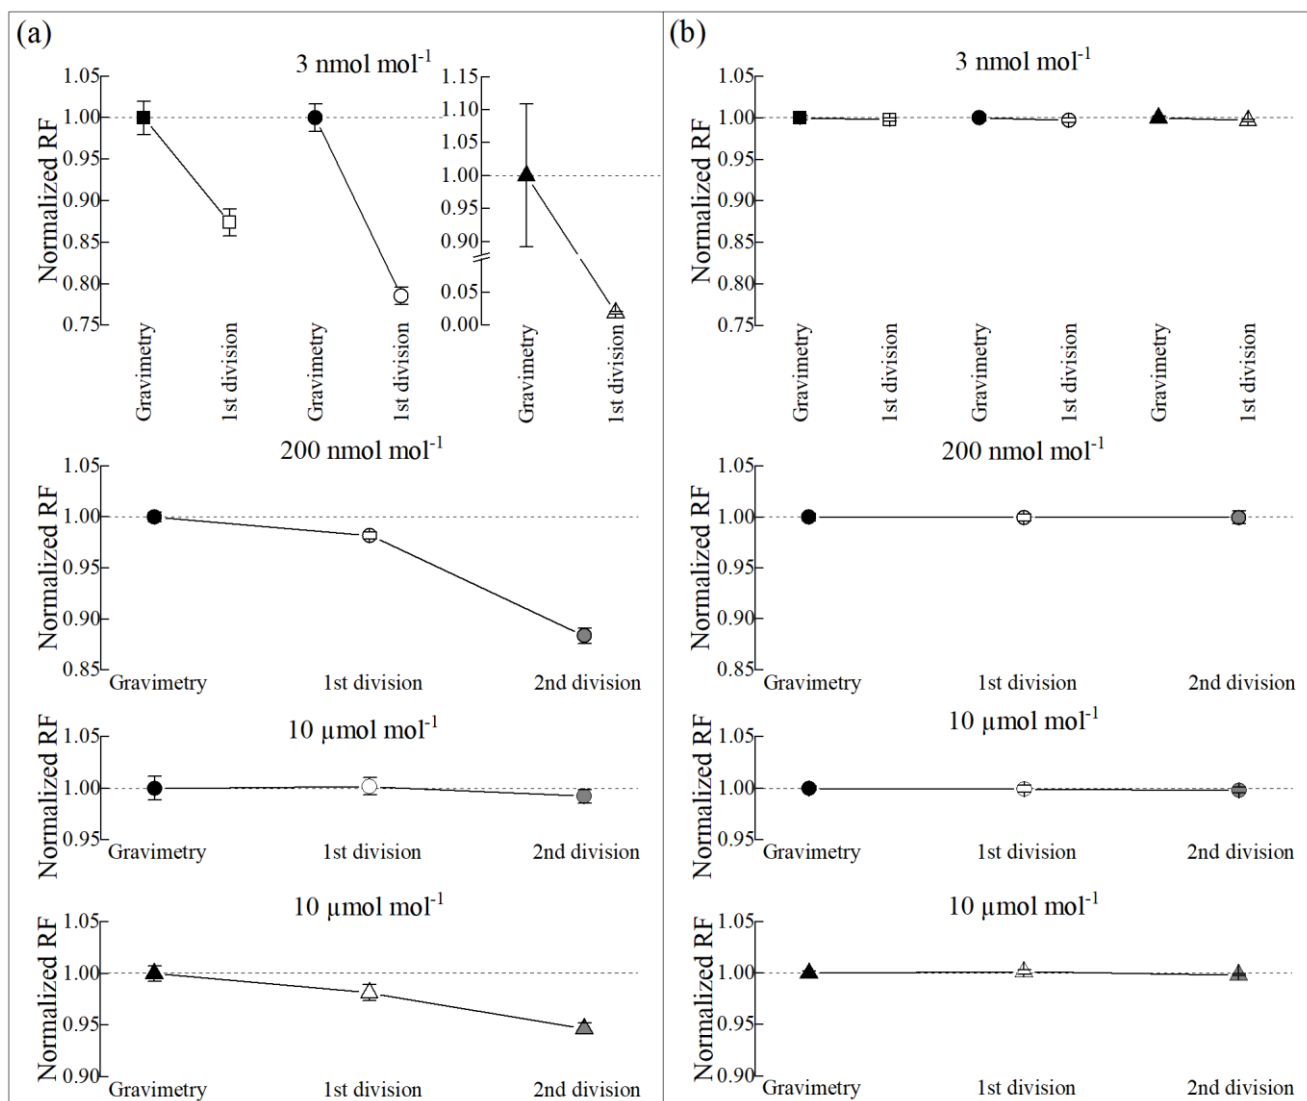 (a)
3 nmol mol⁻¹
Normalized RF
1.05
1.00
0.95
0.90
0.85
0.80
0.75
1.15
1.10
1.05
1.00
0.95
0.90
0.05
0.00
Gravimetry
1st division
Gravimetry
1st division
Gravimetry
1st division
200 nmol mol⁻¹
Normalized RF
1.05
1.00
0.95
0.90
0.85
Gravimetry
1st division
2nd division
10 µmol mol⁻¹
Normalized RF
1.05
1.00
0.95
Gravimetry
1st division
2nd division
10 µmol mol⁻¹
Normalized RF
1.05
1.00
0.95
0.90
Gravimetry
1st division
2nd division
(b)
3 nmol mol⁻¹
Normalized RF
1.05
1.00
0.95
0.90
0.85
0.80
0.75
Gravimetry
1st division
Gravimetry
1st division
Gravimetry
1st division
200 nmol mol⁻¹
Normalized RF
1.05
1.00
0.95
0.90
0.85
Gravimetry
1st division
2nd division
10 µmol mol⁻¹
Normalized RF
1.05
1.00
0.95
Gravimetry
1st division
2nd division
10 µmol mol⁻¹
Normalized RF
1.05
1.00
0.95
0.90
Gravimetry
1st division
2nd division